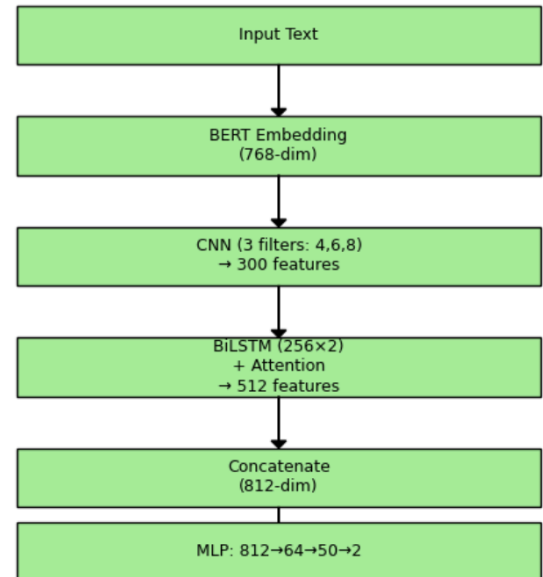 Input Text
BERT Embedding
(768-dim)
CNN (3 filters: 4,6,8)
→ 300 features
BiLSTM (256×2)
+ Attention
→ 512 features
Concatenate
(812-dim)
MLP: 812→64→50→2